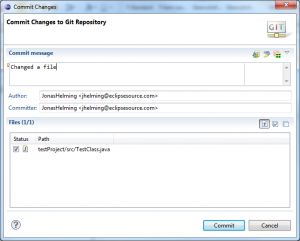 Commit Changes
Commit Changes to Git Repository
GIT
Commit message
Changed a file
Author: JonasHelming <jhelming@eclipsesource.com>
Committer: JonasHelming <jhelming@eclipsesource.com>
Files (1/1)
Status Path
testProject/src/TestClass.java
Commit Cancel